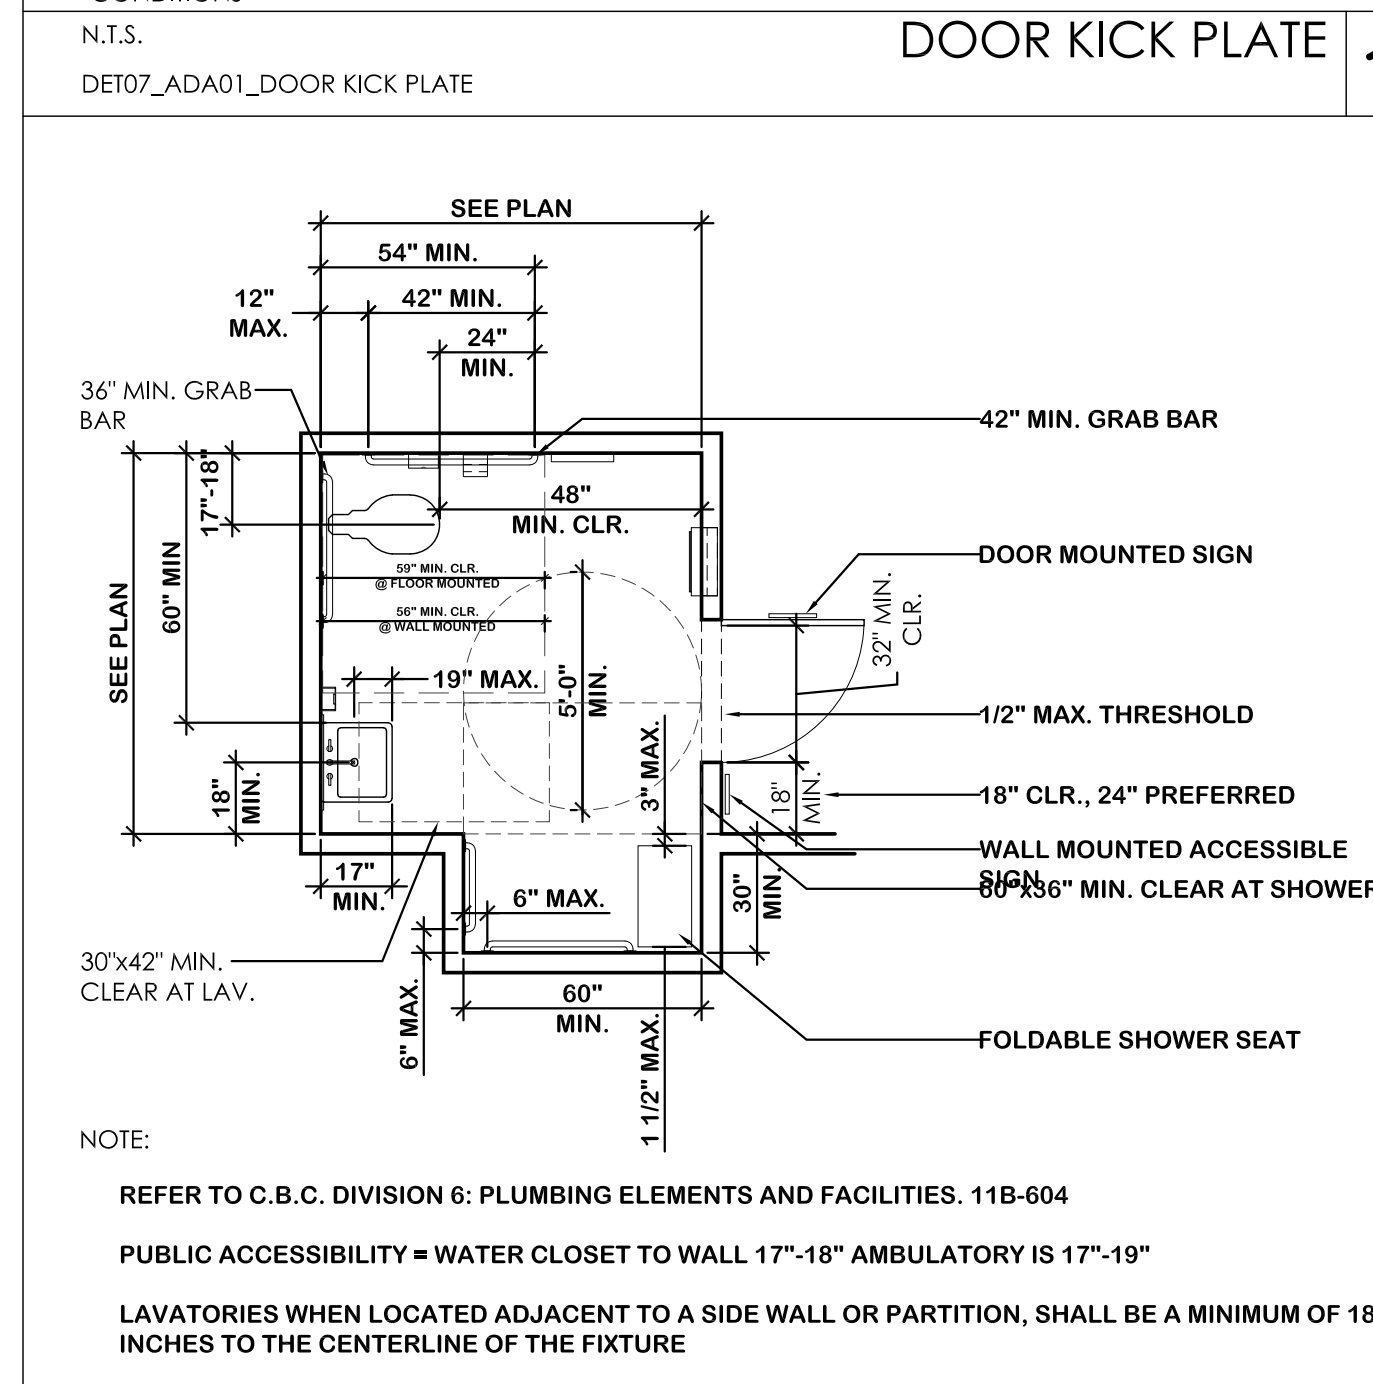 CONDITIONS
N.T.S.
DOOR KICK PLATE
DET07_ADA01_DOOR KICK PLATE
SEE PLAN
54" MIN.
12"
MAX.
42" MIN.
24"
MIN.
36" MIN. GRAB
BAR
42" MIN. GRAB BAR
17"-18"
60" MIN
SEE PLAN
48"
MIN. CLR.
59" MIN. CLR.
@ FLOOR MOUNTED
56" MIN. CLR.
@ WALL MOUNTED
DOOR MOUNTED SIGN
32" MIN.
CLR.
19" MAX.
5'-0"
MIN.
1/2" MAX. THRESHOLD
3" MAX.
18"
MIN.
18"
MIN.
18" CLR., 24" PREFERRED
WALL MOUNTED ACCESSIBLE
SIGN
60"x36" MIN. CLEAR AT SHOWER
17"
MIN.
6" MAX.
30"
MIN.
30"x42" MIN.
CLEAR AT LAV.
6" MAX.
60"
MIN.
1 1/2" MAX.
FOLDABLE SHOWER SEAT
NOTE:
REFER TO C.B.C. DIVISION 6: PLUMBING ELEMENTS AND FACILITIES. 11B-604
PUBLIC ACCESSIBILITY = WATER CLOSET TO WALL 17"-18" AMBULATORY IS 17"-19"
LAVATORIES WHEN LOCATED ADJACENT TO A SIDE WALL OR PARTITION, SHALL BE A MINIMUM OF 18
INCHES TO THE CENTERLINE OF THE FIXTURE